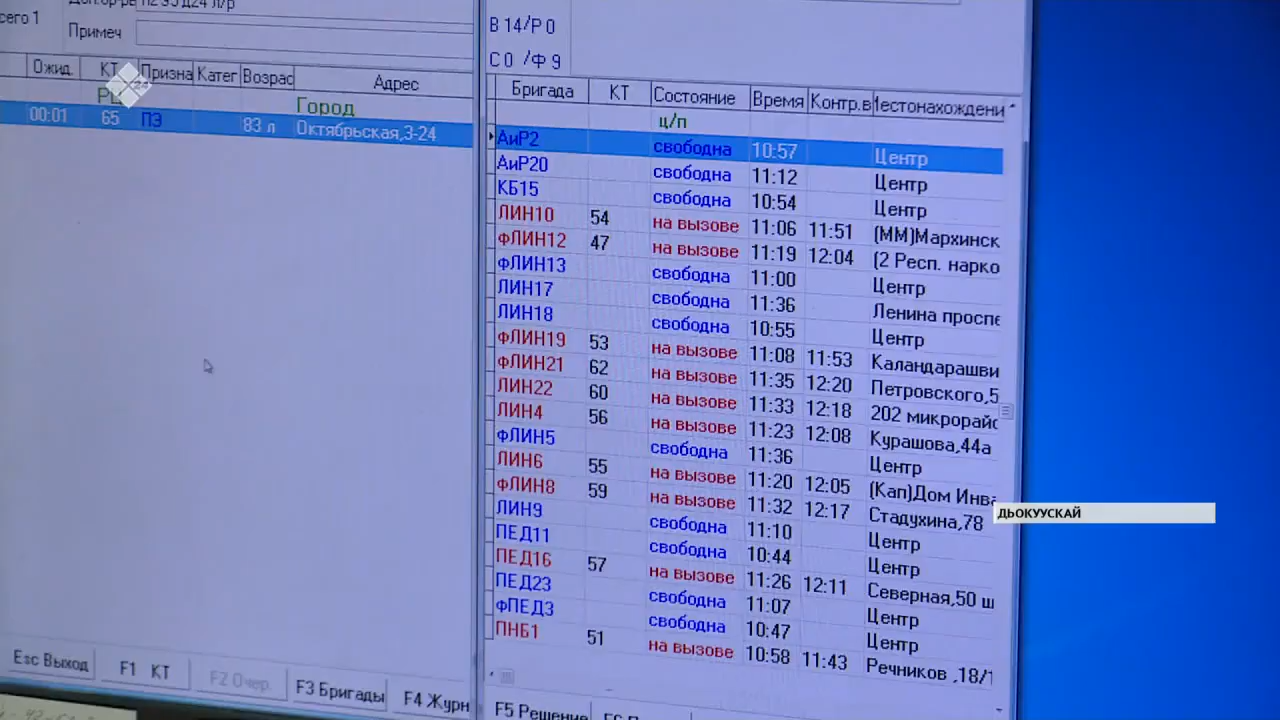 сего 1
Примеч
Ожид. КТ Призна Катег Возрас Адрес
Город
00:01 65 ПЭ 83 л Октябрьская,3-24
Esc Выход F1 КТ F2 Очер. F3 Бригады F4 Журн
В 14/Р 0
С 0 /Ф 9
Бригада КТ Состояние Время Контр.в Местонахождени
ц/п
АиР2 свободна 10:57 Центр
АиР20 свободна 11:12 Центр
КБ15 свободна 10:54 Центр
ЛИН10 54 на вызове 11:06 11:51 (ММ)Мархинск
фЛИН12 47 на вызове 11:19 12:04 (2 Респ. нарко
фЛИН13 свободна 11:00 Центр
ЛИН17 свободна 11:36 Ленина проспе
ЛИН18 свободна 10:55 Центр
фЛИН19 53 на вызове 11:08 11:53 Каландарашви
фЛИН21 62 на вызове 11:35 12:20 Петровского,5
ЛИН22 60 на вызове 11:33 12:18 202 микрорайо
ЛИН4 56 на вызове 11:23 12:08 Курашова,44а
фЛИН5 свободна 11:36 Центр
ЛИН6 55 на вызове 11:20 12:05 (Кап)Дом Инва
фЛИН8 59 на вызове 11:32 12:17 Стадухина,78
ЛИН9 свободна 11:10 Центр
ПЕД11 свободна 10:44 Центр
ПЕД16 57 на вызове 11:26 12:11 Северная,50 ш
ПЕД23 свободна 11:07 Центр
фПЕД3 свободна 10:47 Центр
ПНБ1 51 на вызове 10:58 11:43 Речников ,18/1
F5 Решение
ДЬОКУУСКАЙ